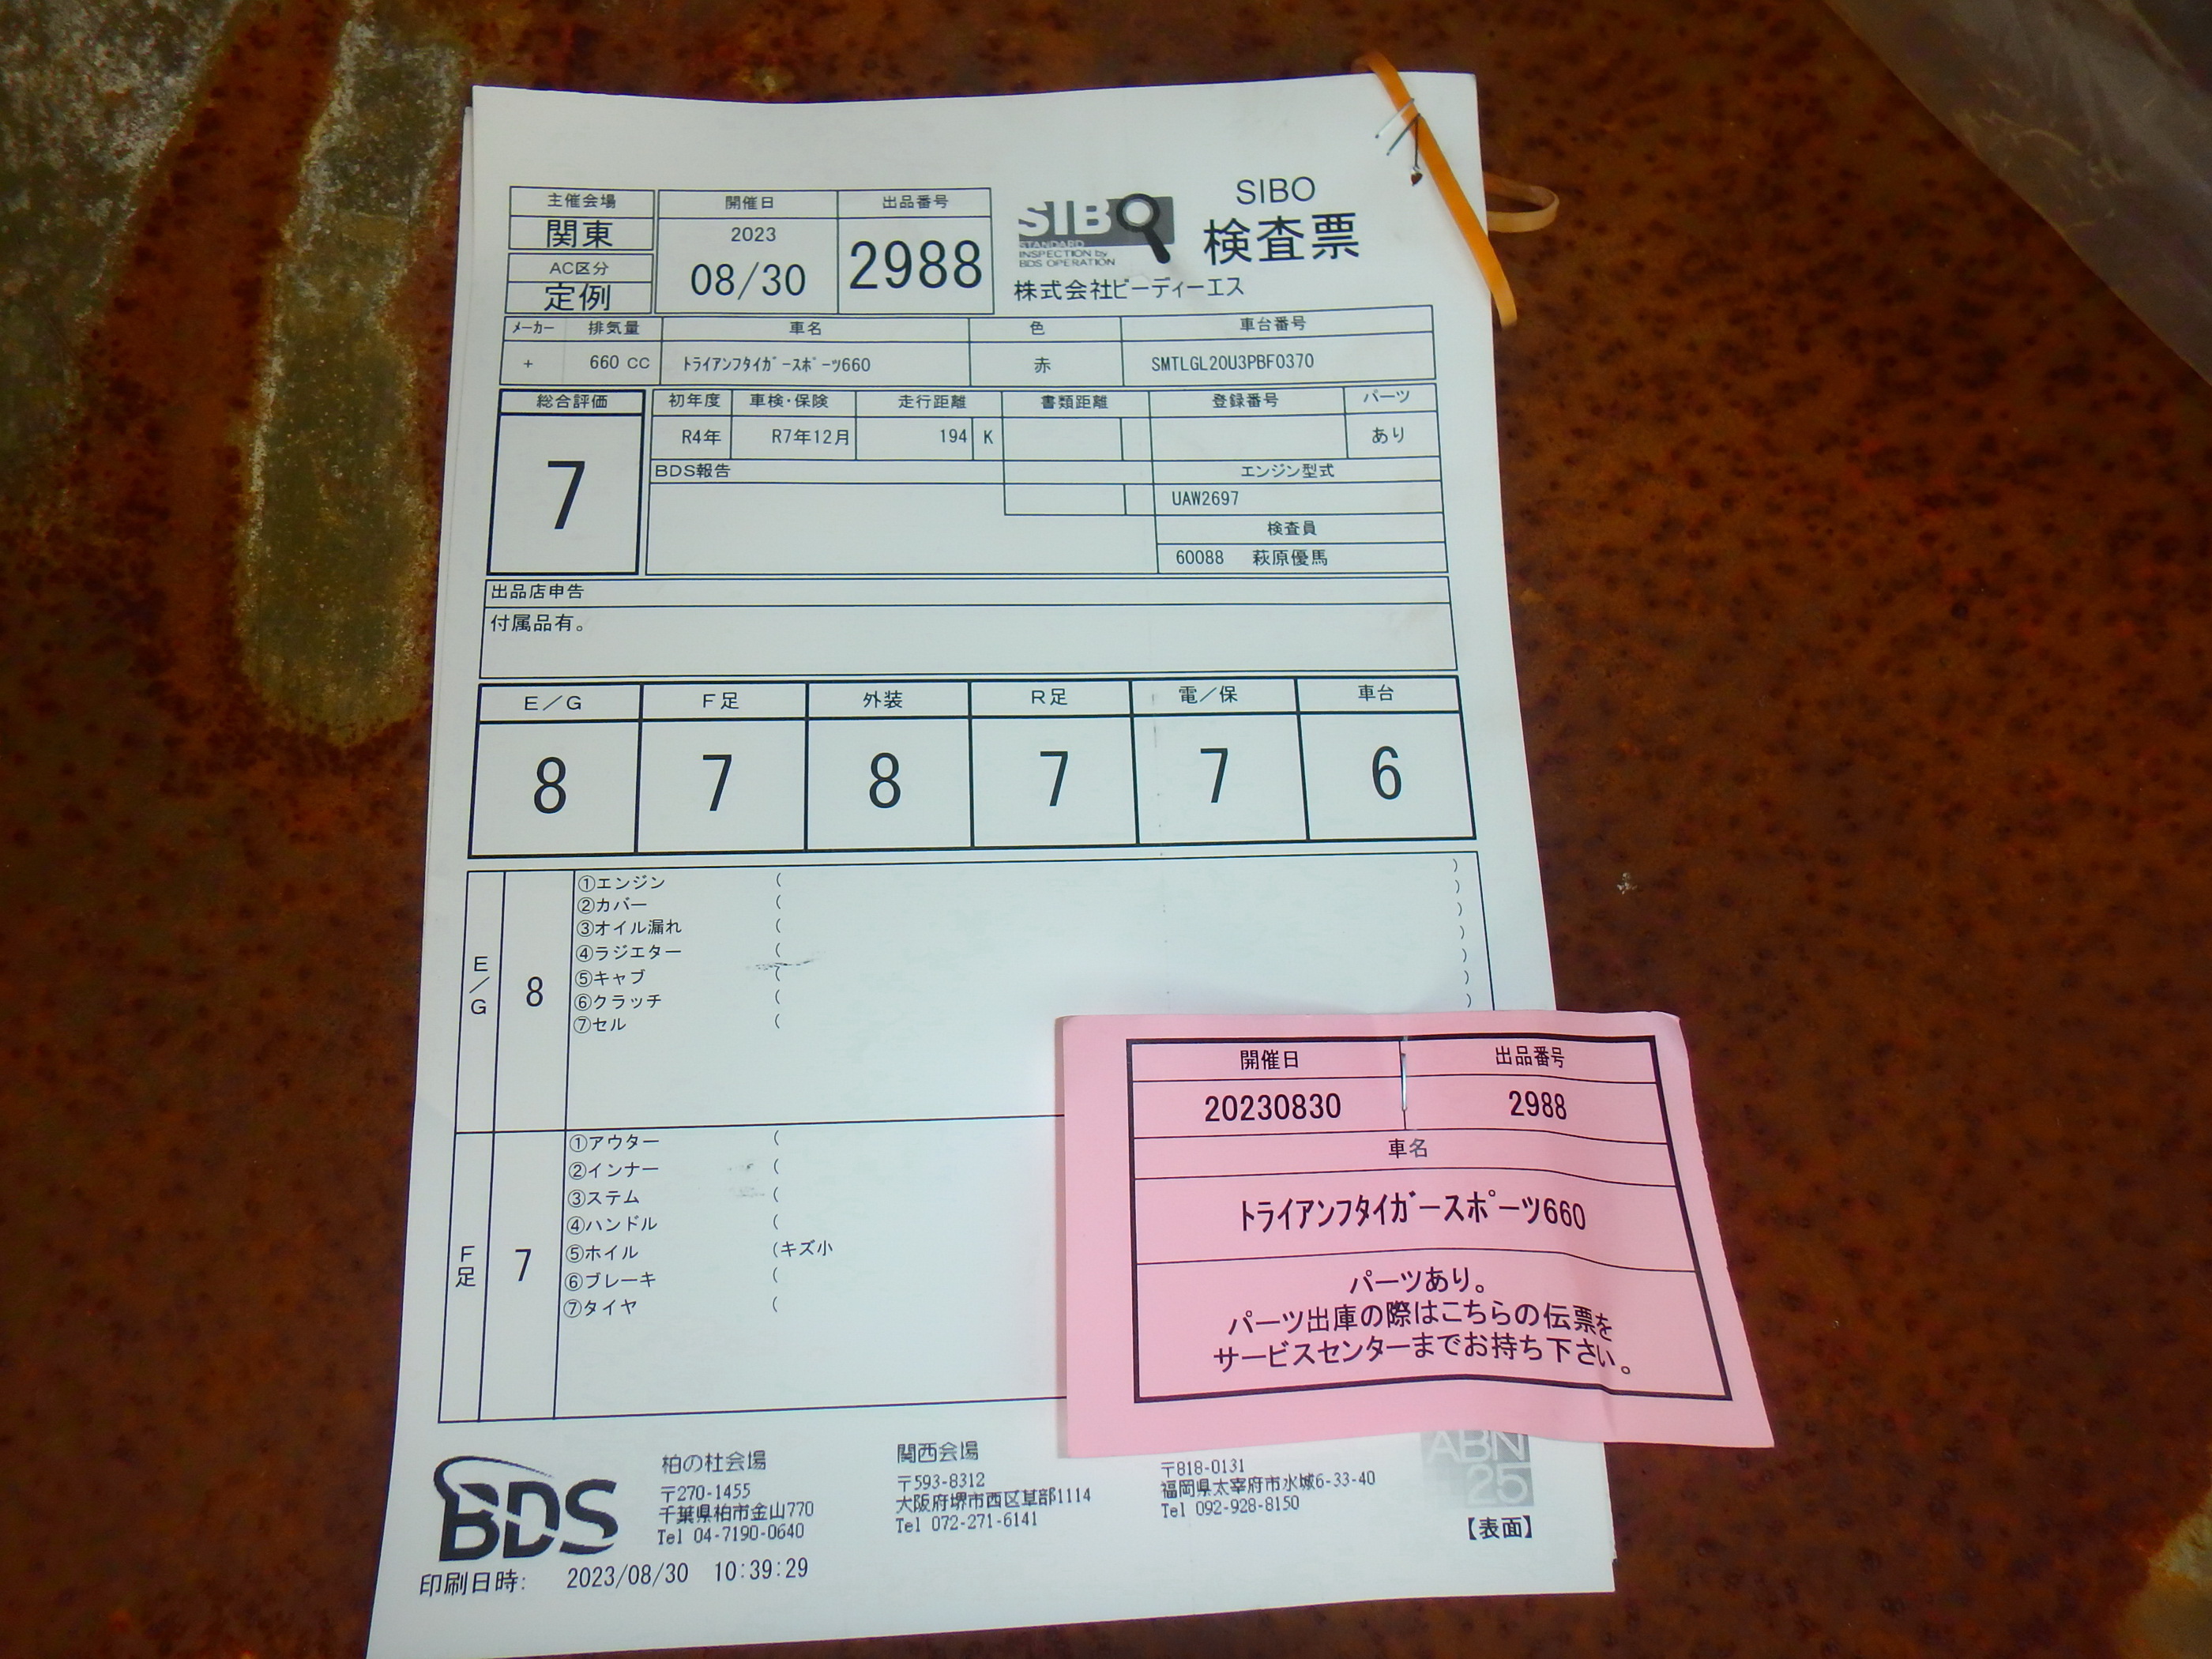 主催会場
関東
AC区分
定例
開催日
2023
08/30
出品番号
2988
SIBO
STANDARD
INSPECTION by
BDS OPERATION
SIBO
検査票
株式会社ビーディーエス
メーカー 排気量 車名 色 車台番号
+ 660 CC ﾄﾗｲｱﾝﾌﾀｲｶﾞｰｽﾎﾟｰﾂ660 赤 SMTLGL20U3PBF0370
総合評価
7
初年度 車検・保険 走行距離 書類距離 登録番号 パーツ
R4年 R7年12月 194 K あり
BDS報告 エンジン型式
UAW2697
検査員
60088 萩原優馬
出品店申告
付属品有。
E/G F足 外装 R足 電/保 車台
8 7 8 7 7 6
E/G
8
①エンジン ( )
②カバー ( )
③オイル漏れ ( )
④ラジエター ( )
⑤キャブ ( )
⑥クラッチ ( )
⑦セル (
F足
7
①アウター (
②インナー (
③ステム (
④ハンドル (
⑤ホイル (キズ小
⑥ブレーキ (
⑦タイヤ (
開催日 出品番号
20230830 2988
車名
ﾄﾗｲｱﾝﾌﾀｲｶﾞｰｽﾎﾟｰﾂ660
パーツあり。
パーツ出庫の際はこちらの伝票を
サービスセンターまでお持ち下さい。
BDS
柏の杜会場
〒270-1455
千葉県柏市金山770
Tel 04-7190-0640
関西会場
〒593-8312
大阪府堺市西区草部1114
Tel 072-271-6141
〒818-0131
福岡県太宰府市水城6-33-40
Tel 092-928-8150
ABN
25
【表面】
印刷日時: 2023/08/30 10:39:29